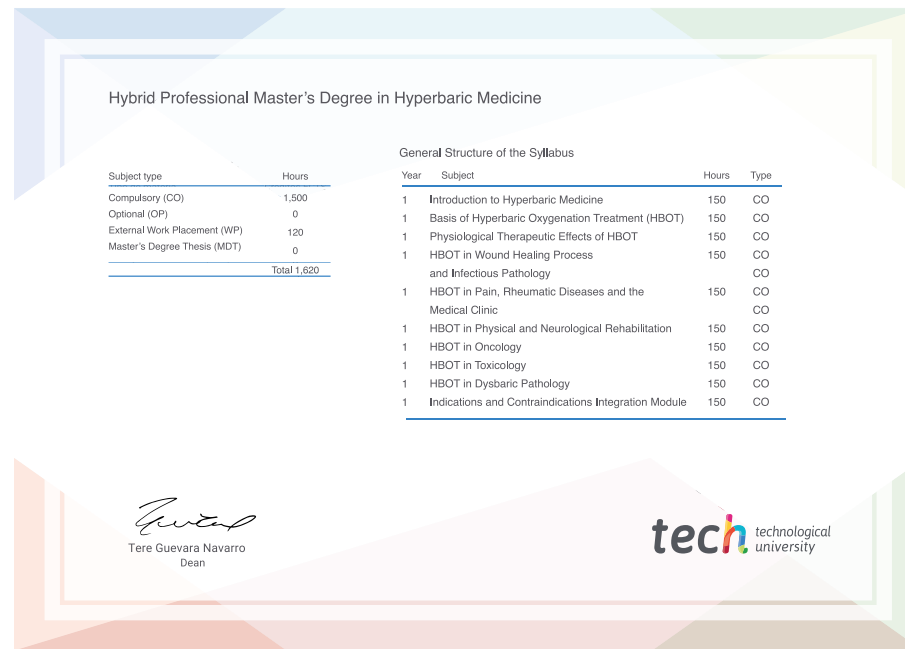 Hybrid Professional Master's Degree in Hyperbaric Medicine
Subject type Hours
Compulsory (CO) 1,500
Optional (OP) 0
External Work Placement (WP) 120
Master's Degree Thesis (MDT) 0
Total 1,620
General Structure of the Syllabus
Year Subject Hours Type
1 Introduction to Hyperbaric Medicine 150 CO
1 Basis of Hyperbaric Oxygenation Treatment (HBOT) 150 CO
1 Physiological Therapeutic Effects of HBOT 150 CO
1 HBOT in Wound Healing Process 150 CO
and Infectious Pathology CO
1 HBOT in Pain, Rheumatic Diseases and the 150 CO
Medical Clinic CO
1 HBOT in Physical and Neurological Rehabilitation 150 CO
1 HBOT in Oncology 150 CO
1 HBOT in Toxicology 150 CO
1 HBOT in Dysbaric Pathology 150 CO
1 Indications and Contraindications Integration Module 150 CO
Tere Guevara Navarro
Dean
tech technological
university